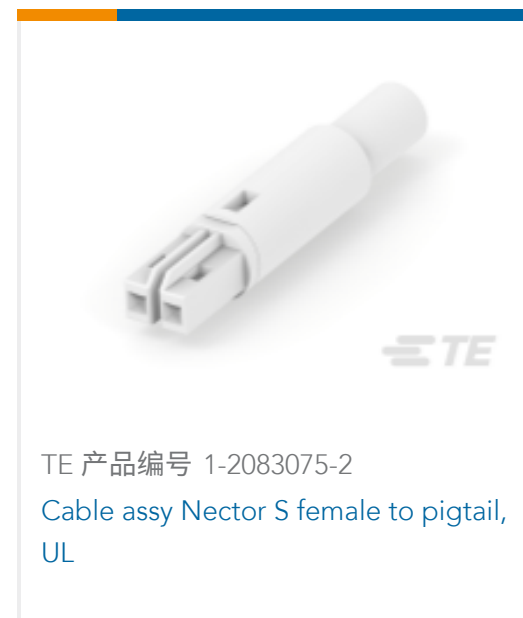 TE
TE 产品编号 1-2083075-2
Cable assy Nector S female to pigtail,
UL